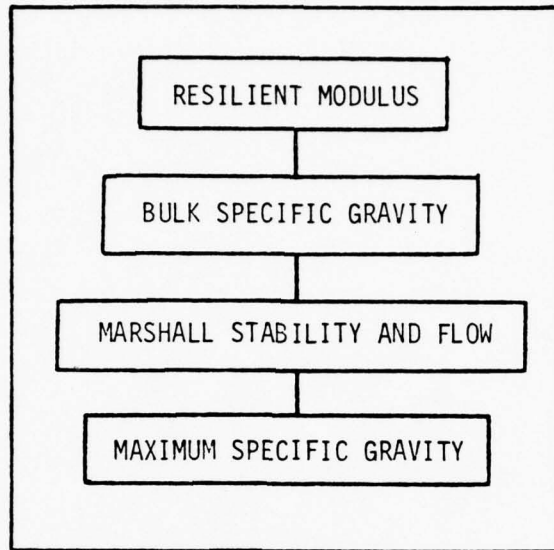 RESILIENT MODULUS
BULK SPECIFIC GRAVITY
MARSHALL STABILITY AND FLOW
MAXIMUM SPECIFIC GRAVITY